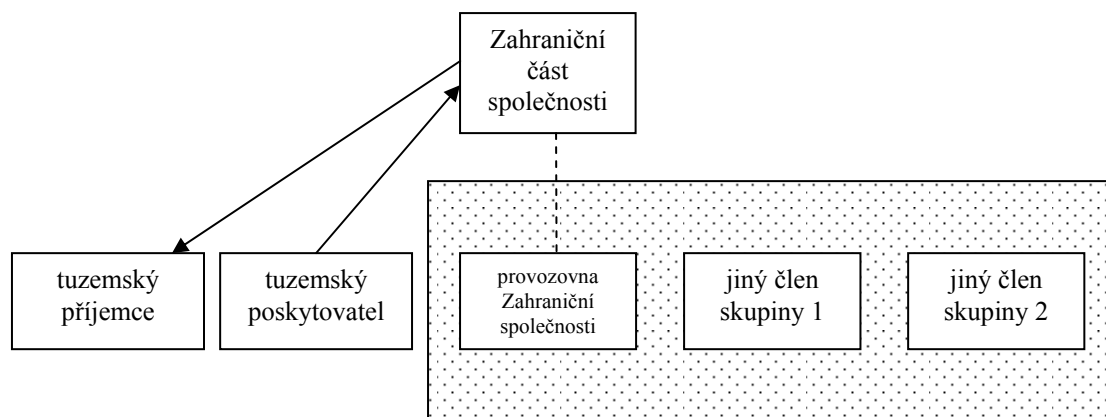 Zahraniční
část
společnosti
tuzemský
příjemce
tuzemský
poskytovatel
provozovna
Zahraniční
společnosti
jiný člen
skupiny 1
jiný člen
skupiny 2